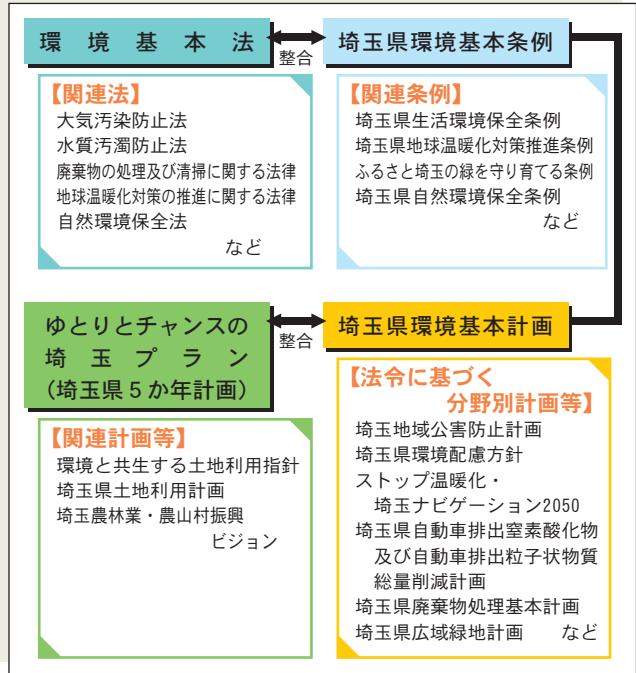 環境基本法
整合
埼玉県環境基本条例
【関連法】
大気汚染防止法
水質汚濁防止法
廃棄物の処理及び清掃に関する法律
地球温暖化対策の推進に関する法律
自然環境保全法
など
【関連条例】
埼玉県生活環境保全条例
埼玉県地球温暖化対策推進条例
ふるさと埼玉の緑を守り育てる条例
埼玉県自然環境保全条例
など
ゆとりとチャンスの
埼玉プラン
(埼玉県5か年計画)
整合
埼玉県環境基本計画
【関連計画等】
環境と共生する土地利用指針
埼玉県土地利用計画
埼玉農林業・農山村振興
ビジョン
【法令に基づく
分野別計画等】
埼玉地域公害防止計画
埼玉県環境配慮方針
ストップ温暖化・
埼玉ナビゲーション2050
埼玉県自動車排出窒素酸化物
及び自動車排出粒子状物質
総量削減計画
埼玉県廃棄物処理基本計画
埼玉県広域緑地計画 など